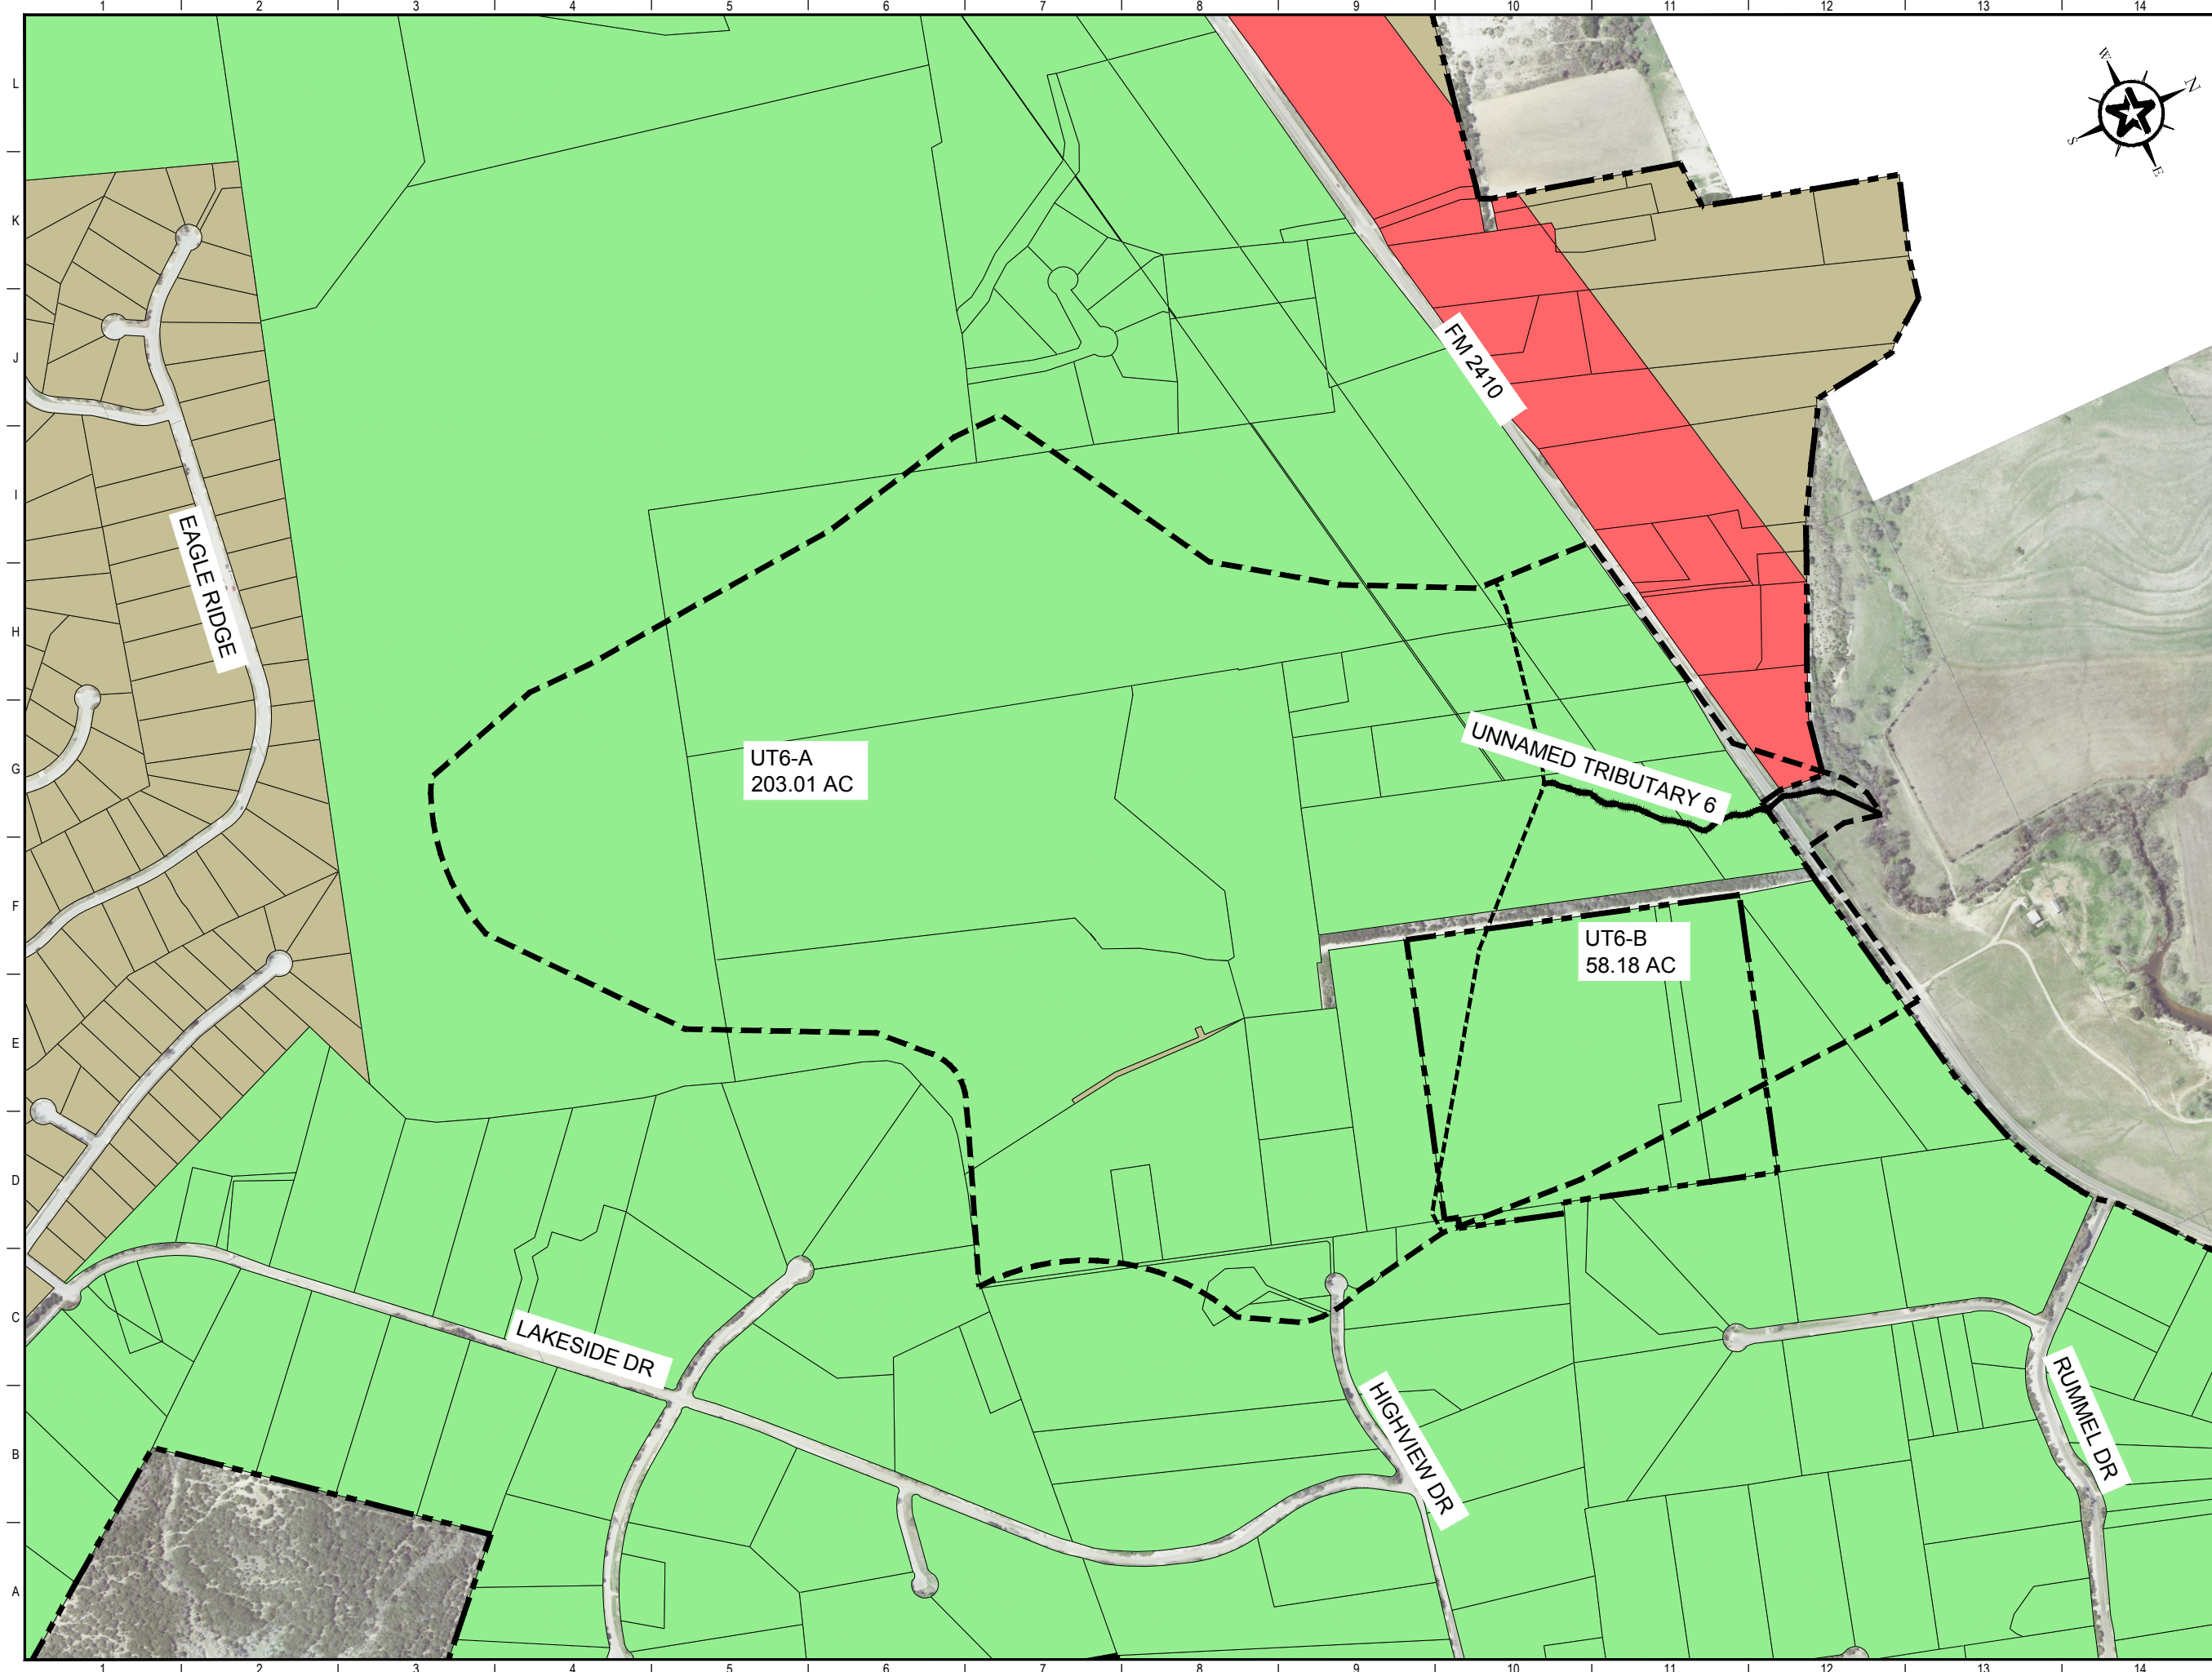 1 2 3 4 5 6 7 8 9 10 11 12 13 14
L
W
N
S
E
K
J
FM 2410
I
EAGLE RIDGE
H
G
UT6-A
203.01 AC
UNNAMED TRIBUTARY 6
F
UT6-B
58.18 AC
E
D
C
LAKESIDE DR
HIGHVIEW DR
RUMMEL DR
B
A
1 2 3 4 5 6 7 8 9 10 11 12 13 14